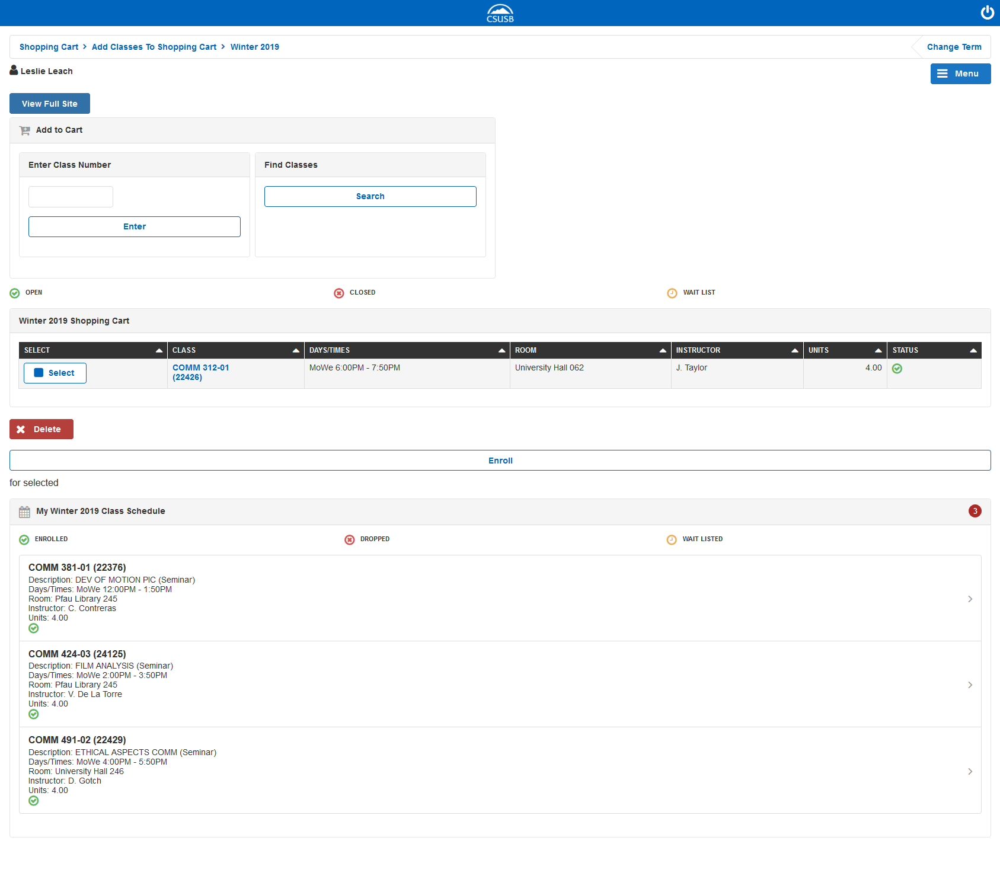 CSUSB
Shopping Cart > Add Classes To Shopping Cart > Winter 2019
Change Term
Leslie Leach
Menu
View Full Site
Add to Cart
Enter Class Number
Find Classes
Search
Enter
OPEN
CLOSED
WAIT LIST
Winter 2019 Shopping Cart
SELECT CLASS DAYS/TIMES ROOM INSTRUCTOR UNITS STATUS
Select COMM 312-01 MoWe 6:00PM - 7:50PM University Hall 062 J. Taylor 4.00
(22426)
Delete
Enroll
for selected
My Winter 2019 Class Schedule
3
ENROLLED
DROPPED
WAIT LISTED
COMM 381-01 (22376)
Description: DEV OF MOTION PIC (Seminar)
Days/Times: MoWe 12:00PM - 1:50PM
Room: Pfau Library 245
Instructor: C. Contreras
Units: 4.00
COMM 424-03 (24125)
Description: FILM ANALYSIS (Seminar)
Days/Times: MoWe 2:00PM - 3:50PM
Room: Pfau Library 245
Instructor: V. De La Torre
Units: 4.00
COMM 491-02 (22429)
Description: ETHICAL ASPECTS COMM (Seminar)
Days/Times: MoWe 4:00PM - 5:50PM
Room: University Hall 246
Instructor: D. Gotch
Units: 4.00